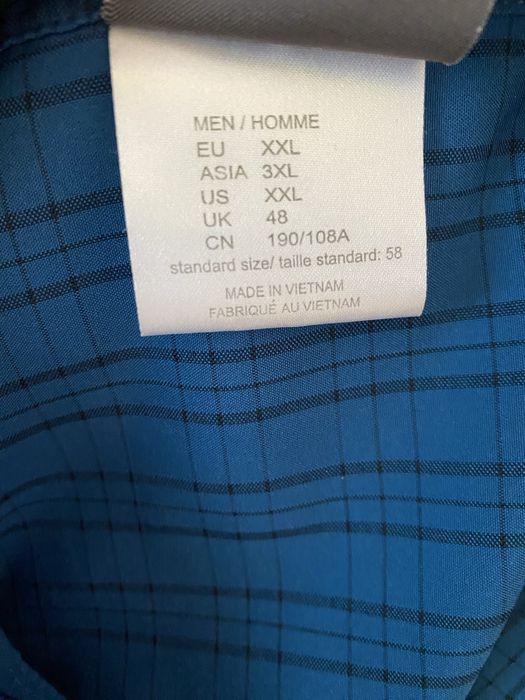 MEN / HOMME
EU XXL
ASIA 3XL
US XXL
UK 48
CN 190/108A
standard size/ taille standard: 58
MADE IN VIETNAM
FABRIQUÉ AU VIETNAM